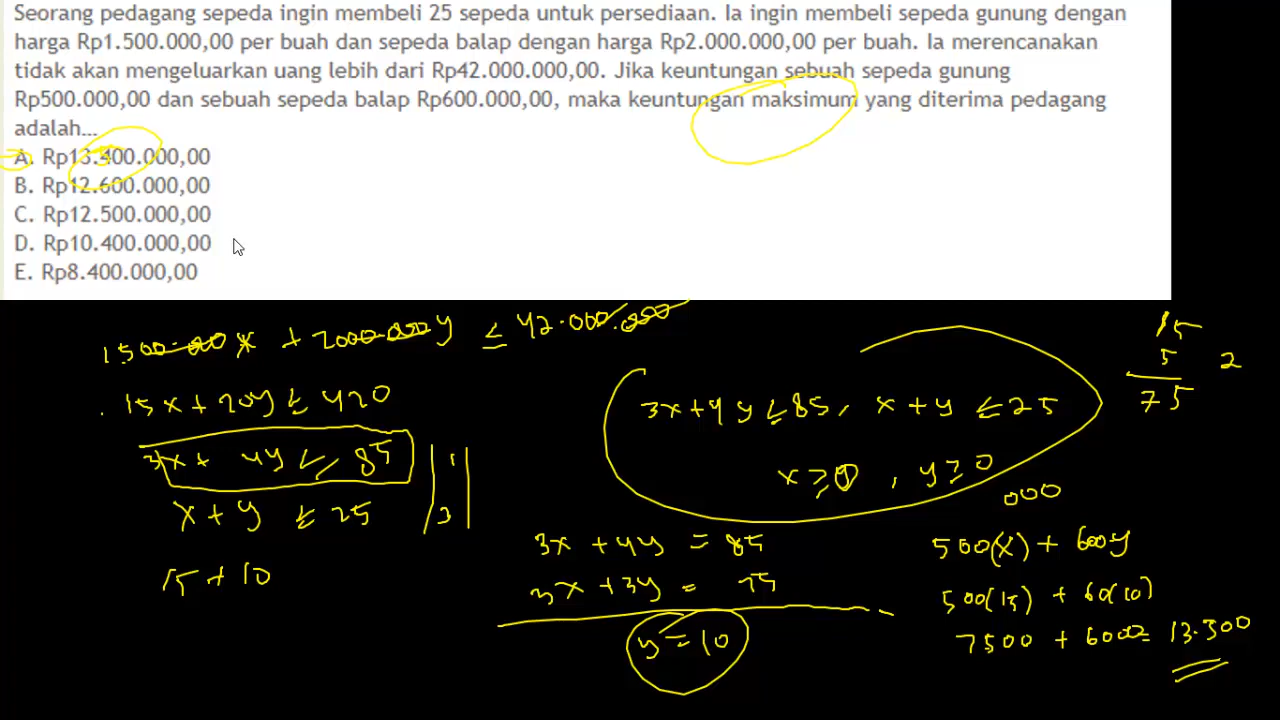 Seorang pedagang sepeda ingin membeli 25 sepeda untuk persediaan. Ia ingin membeli sepeda gunung dengan
harga Rp1.500.000,00 per buah dan sepeda balap dengan harga Rp2.000.000,00 per buah. Ia merencanakan
tidak akan mengeluarkan uang lebih dari Rp42.000.000,00. Jika keuntungan sebuah sepeda gunung
Rp500.000,00 dan sebuah sepeda balap Rp600.000,00, maka keuntungan maksimum yang diterima pedagang
adalah...
A. Rp13.400.000,00
B. Rp12.600.000,00
C. Rp12.500.000,00
D. Rp10.400.000,00
E. Rp8.400.000,00
1.500.000x + 2000.000y ≤ 42.000.000
15x + 20y ≤ 420
3x + 4y ≤ 85
x + y ≤ 25
15 + 10
3x + 4y ≤ 85, x + y ≤ 25
x ≥ 0, y ≥ 0
15
5
75
2
3x + 4y = 85
3x + 3y = 75
y = 10
000
500(x) + 600y
500(15) + 60(10)
7500 + 6000 = 13.500